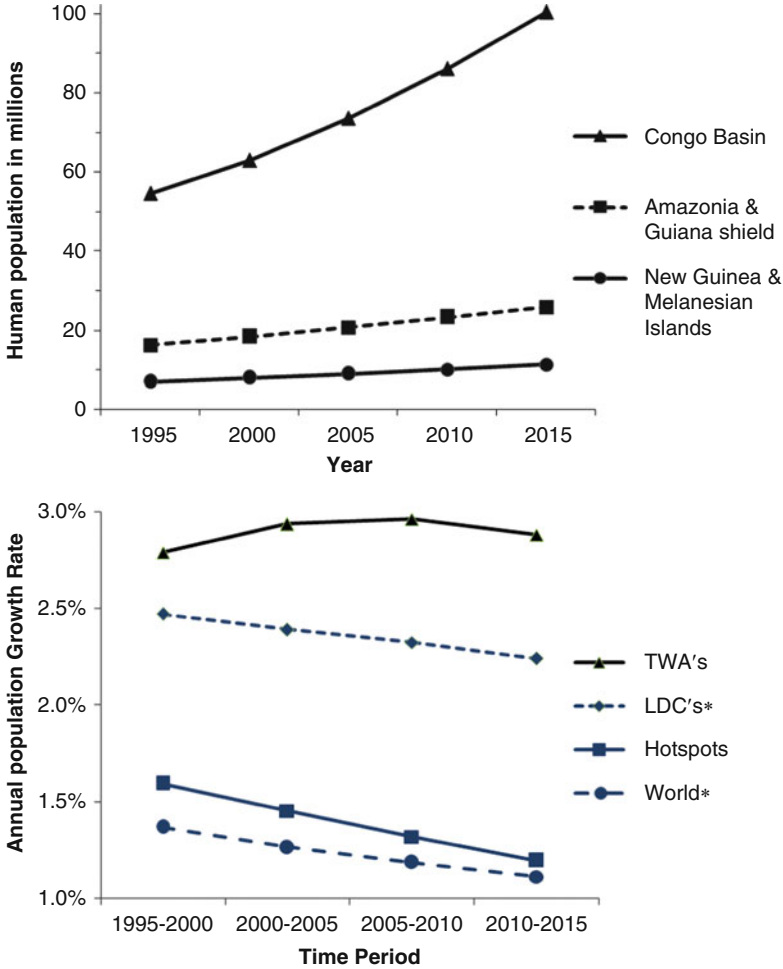 Human population in millions
100
80
60
40
20
0
1995 2000 2005 2010 2015
Year
Congo Basin
Amazonia &
Guiana shield
New Guinea &
Melanesian
Islands
Annual population Growth Rate
3.0%
2.5%
2.0%
1.5%
1.0%
1995-2000 2000-2005 2005-2010 2010-2015
Time Period
TWA′s
LDC′s*
Hotspots
World*